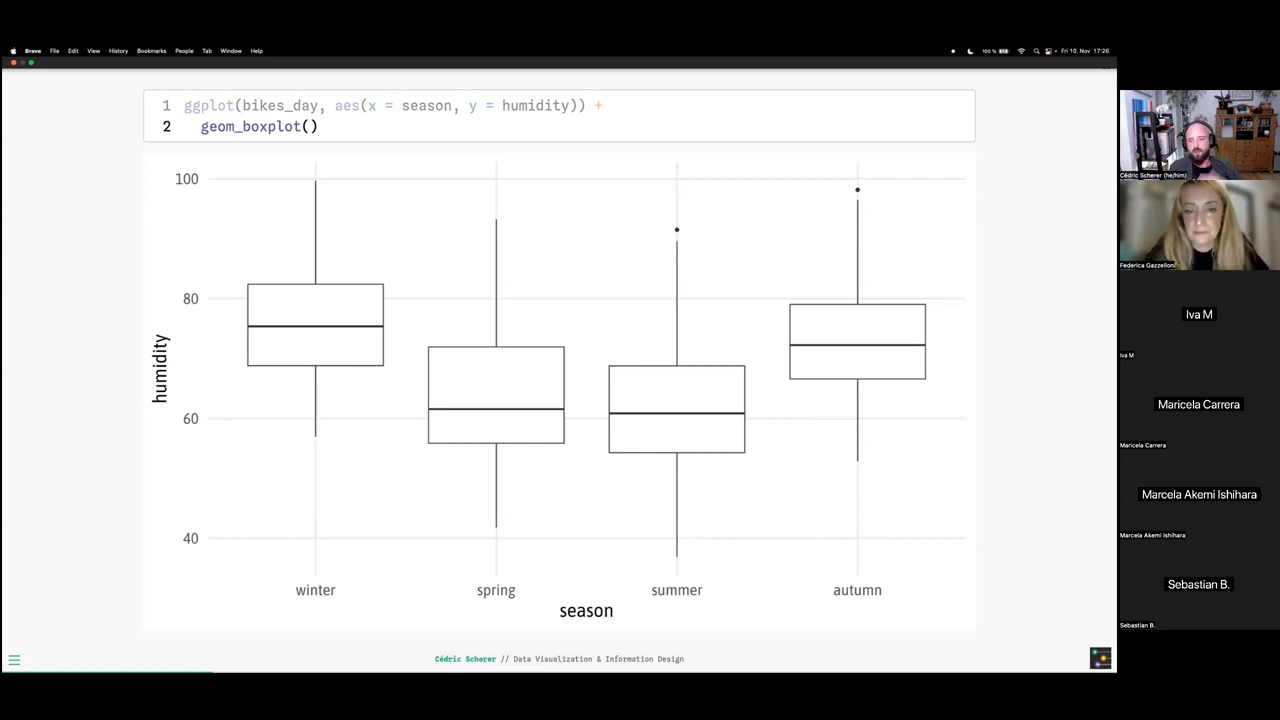 Brave File Edit View History Bookmarks People Tab Window Help
100 % Fri 10. Nov 17:26
1 ggplot(bikes_day, aes(x = season, y = humidity)) +
2 geom_boxplot()
100
80
60
40
humidity
winter spring summer autumn
season
Cédric Scherer // Data Visualization & Information Design
Cédric Scherer (he/him)
Federica Gazzelloni
Iva M
Iva M
Maricela Carrera
Maricela Carrera
Marcela Akemi Ishihara
Marcela Akemi Ishihara
Sebastian B.
Sebastian B.